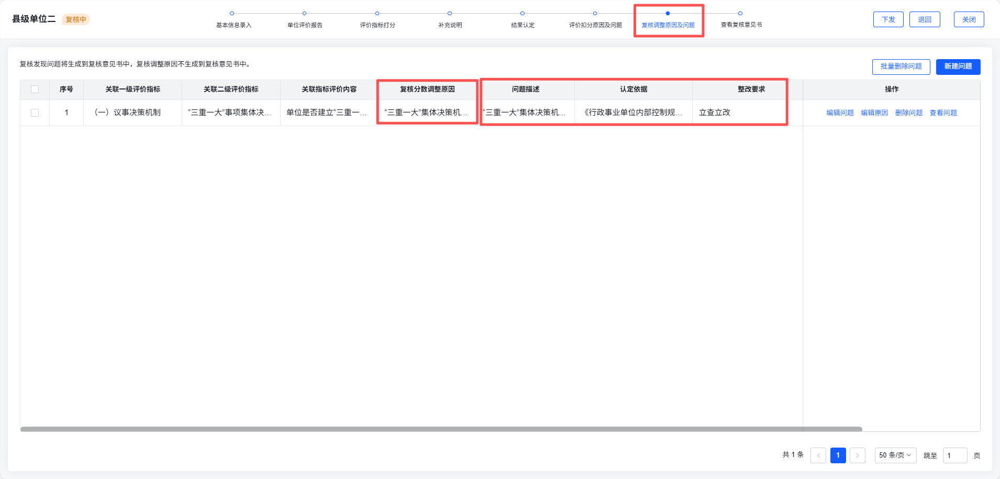 县级单位二 复核中
基本信息录入 单位评价报告 评价指标打分 补充说明 结果认定 评价扣分原因及问题 复核调整原因及问题 查看复核意见书
下发 退回 关闭
复核发现问题将生成到复核意见书中，复核调整原因不生成到复核意见书中。
批量删除问题 新建问题
序号 关联一级评价指标 关联二级评价指标 关联指标评价内容 复核分数调整原因 问题描述 认定依据 整改要求 操作
1 （一）议事决策机制 “三重一大”事项集体决... 单位是否建立“三重一... “三重一大”集体决策机... “三重一大”集体决策机... 《行政事业单位内部控制规... 立查立改 编辑问题 编辑原因 删除问题 查看问题
共 1 条 1 50 条/页 跳至 1 页